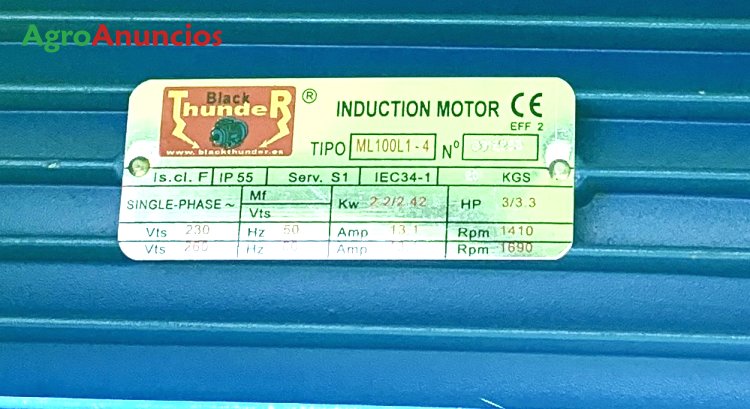 AgroAnuncios
Black
ThundeR ®
www.blackthunder.es
INDUCTION MOTOR CE
EFF 2
TIPO ML100L1-4 Nº
Is.cl. F IP 55 Serv. S1 IEC34-1 KGS
SINGLE-PHASE ~ Mf Kw 2.2/2.42 HP 3/3.3
Vts
Vts 230 Hz 50 Amp 13.1 Rpm 1410
Vts Hz Amp Rpm 1690